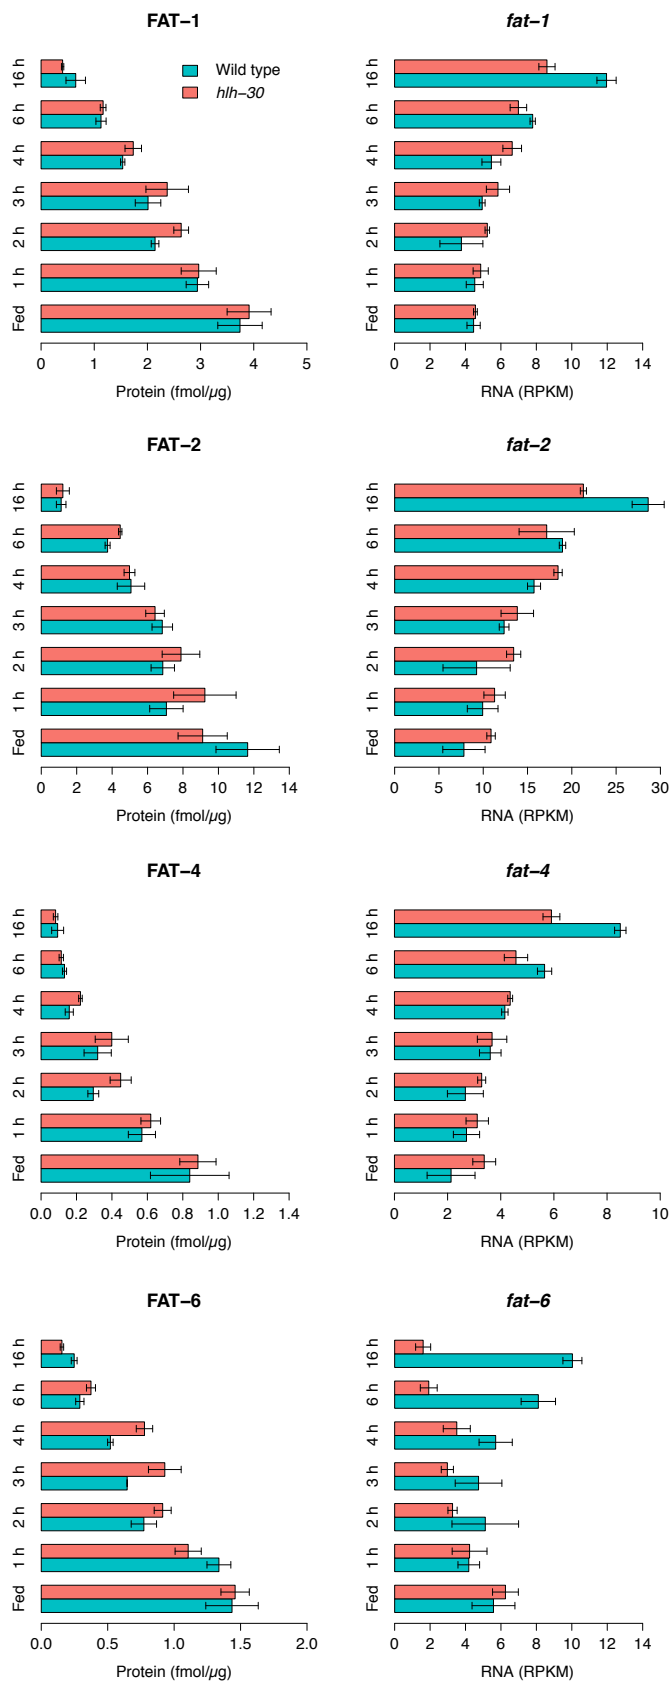 FAT–1
fat–1
Wild type
hlh–30
16 h
6 h
4 h
3 h
2 h
1 h
Fed
0 1 2 3 4 5
Protein (fmol/µg)
16 h
6 h
4 h
3 h
2 h
1 h
Fed
0 2 4 6 8 10 12 14
RNA (RPKM)
FAT–2
fat–2
16 h
6 h
4 h
3 h
2 h
1 h
Fed
0 2 4 6 8 10 12 14
Protein (fmol/µg)
16 h
6 h
4 h
3 h
2 h
1 h
Fed
0 5 10 15 20 25 30
RNA (RPKM)
FAT–4
fat–4
16 h
6 h
4 h
3 h
2 h
1 h
Fed
0.0 0.2 0.4 0.6 0.8 1.0 1.2 1.4
Protein (fmol/µg)
16 h
6 h
4 h
3 h
2 h
1 h
Fed
0 2 4 6 8 10
RNA (RPKM)
FAT–6
fat–6
16 h
6 h
4 h
3 h
2 h
1 h
Fed
0.0 0.5 1.0 1.5 2.0
Protein (fmol/µg)
16 h
6 h
4 h
3 h
2 h
1 h
Fed
0 2 4 6 8 10 12 14
RNA (RPKM)